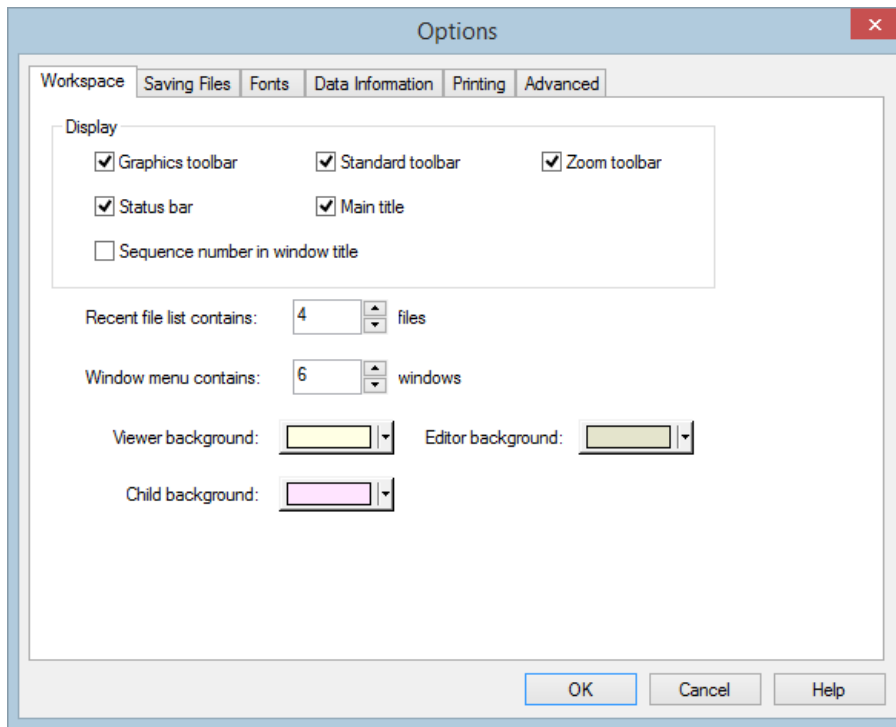 Options
Workspace Saving Files Fonts Data Information Printing Advanced
Display
Graphics toolbar Standard toolbar Zoom toolbar
Status bar Main title
Sequence number in window title
Recent file list contains: 4 files
Window menu contains: 6 windows
Viewer background: Editor background:
Child background:
OK Cancel Help